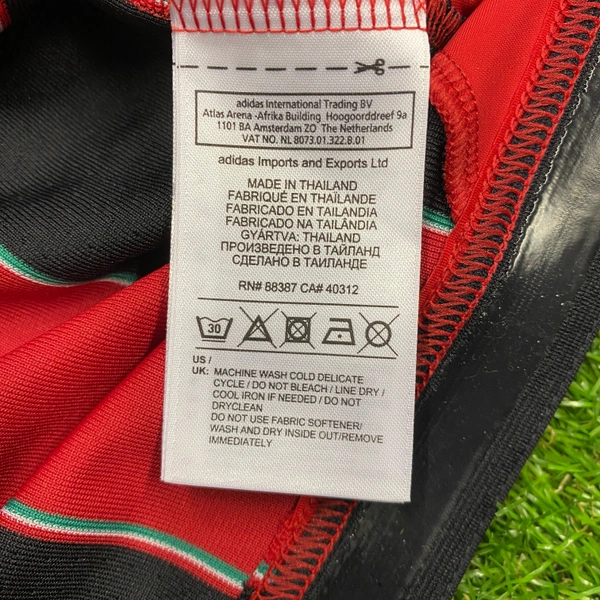 adidas International Trading BV
Atlas Arena -Afrika Building Hoogoorddreef 9a
1101 BA Amsterdam ZO The Netherlands
VAT NO. NL 8073.01.322.B.01
adidas Imports and Exports Ltd
MADE IN THAILAND
FABRIQUÉ EN THAÏLANDE
FABRICADO EN TAILANDIA
FABRICADO NA TAILÂNDIA
GYÁRTVA: THAILAND
ПРОИЗВЕДЕНО В ТАЙЛАНД
СДЕЛАНО В ТАИЛАНДЕ
RN# 88387 CA# 40312
30
US /
UK: MACHINE WASH COLD DELICATE
CYCLE / DO NOT BLEACH / LINE DRY /
COOL IRON IF NEEDED / DO NOT
DRYCLEAN
DO NOT USE FABRIC SOFTENER/
WASH AND DRY INSIDE OUT/REMOVE
IMMEDIATELY